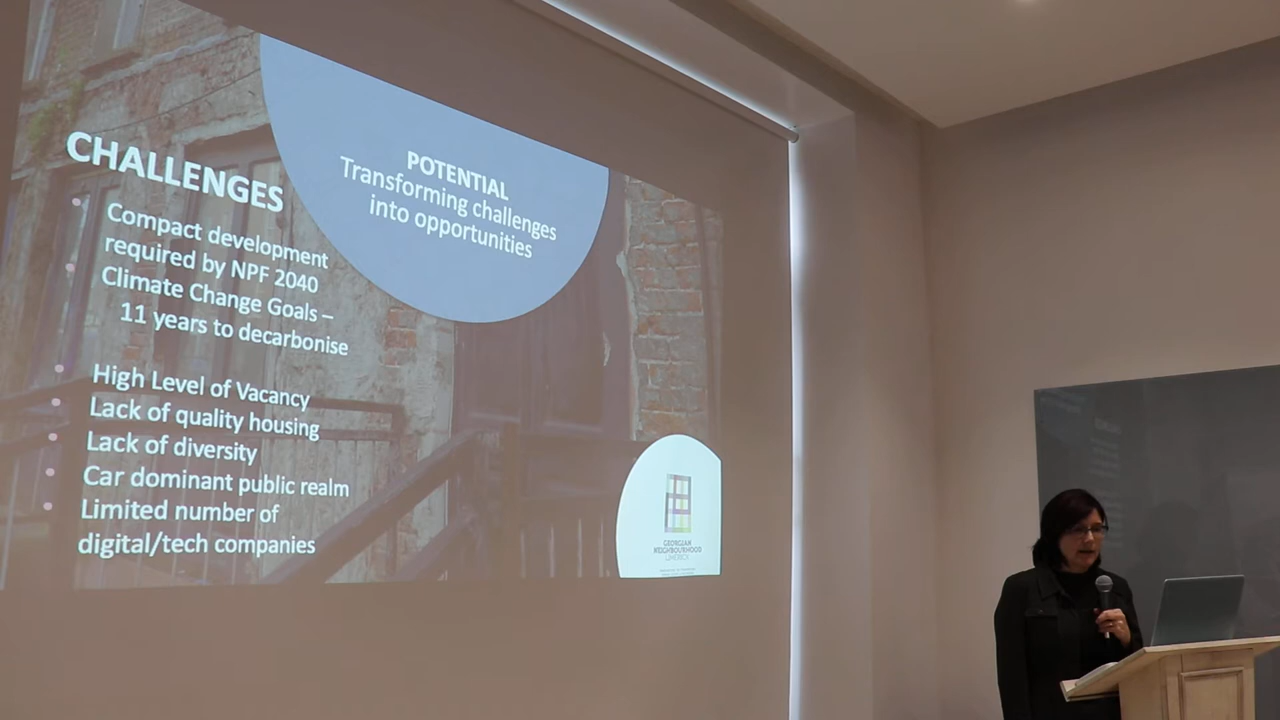 CHALLENGES
Compact development
required by NPF 2040
Climate Change Goals –
11 years to decarbonise
High Level of Vacancy
Lack of quality housing
Lack of diversity
Car dominant public realm
Limited number of
digital/tech companies
POTENTIAL
Transforming challenges
into opportunities
GEORGIAN
NEIGHBOURHOOD
LIMERICK